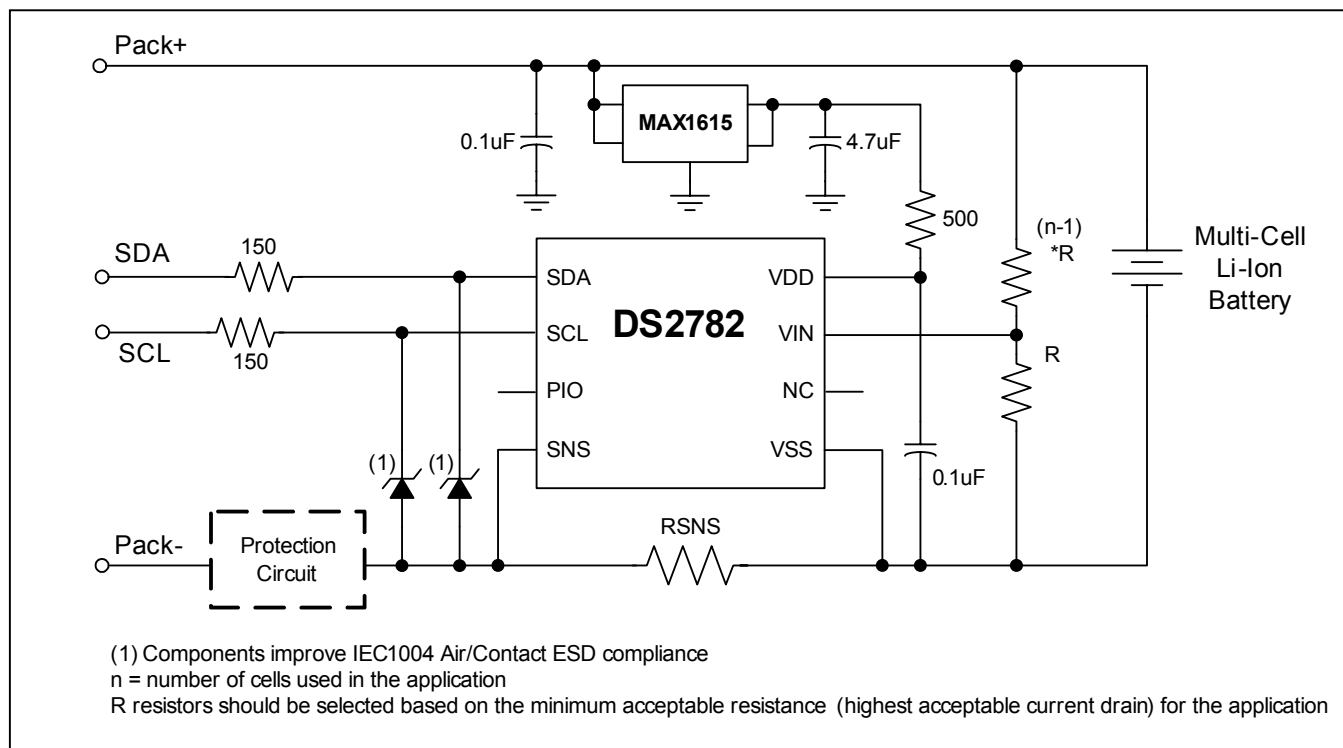 Pack+
MAX1615
0.1uF
4.7uF
500
(n-1)
*R
Multi-Cell
Li-Ion
Battery
SDA
150
SDA
VDD
DS2782
SCL
VIN
SCL
150
R
PIO
NC
SNS
VSS
(1)
(1)
0.1uF
RSNS
Pack-
Protection
Circuit
(1) Components improve IEC1004 Air/Contact ESD compliance
n = number of cells used in the application
R resistors should be selected based on the minimum acceptable resistance (highest acceptable current drain) for the application